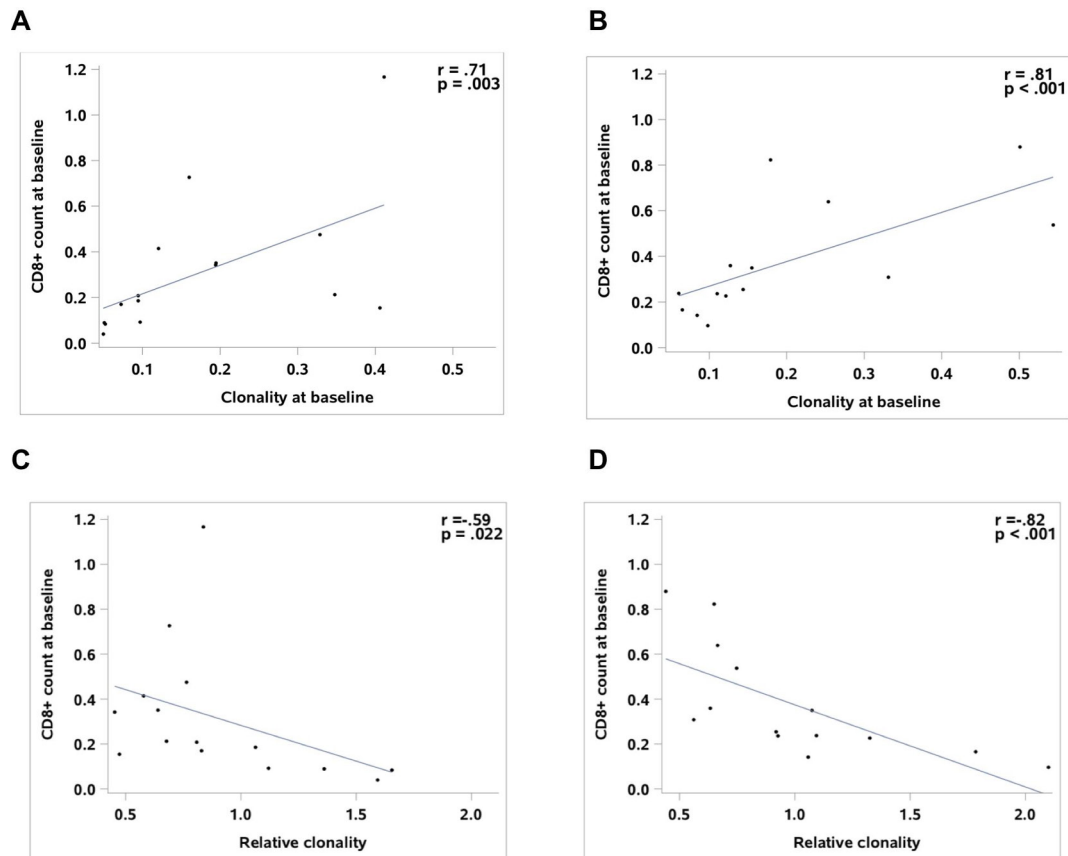 A
r = .71
p = .003
1.2
1.0
0.8
0.6
0.4
0.2
0.0
CD8+ count at baseline
0.1
0.2
0.3
0.4
0.5
Clonality at baseline
B
r = .81
p < .001
1.2
1.0
0.8
0.6
0.4
0.2
0.0
CD8+ count at baseline
0.1
0.2
0.3
0.4
0.5
Clonality at baseline
C
r =-.59
p = .022
1.2
1.0
0.8
0.6
0.4
0.2
0.0
CD8+ count at baseline
0.5
1.0
1.5
2.0
Relative clonality
D
r =-.82
p < .001
1.2
1.0
0.8
0.6
0.4
0.2
0.0
CD8+ count at baseline
0.5
1.0
1.5
2.0
Relative clonality